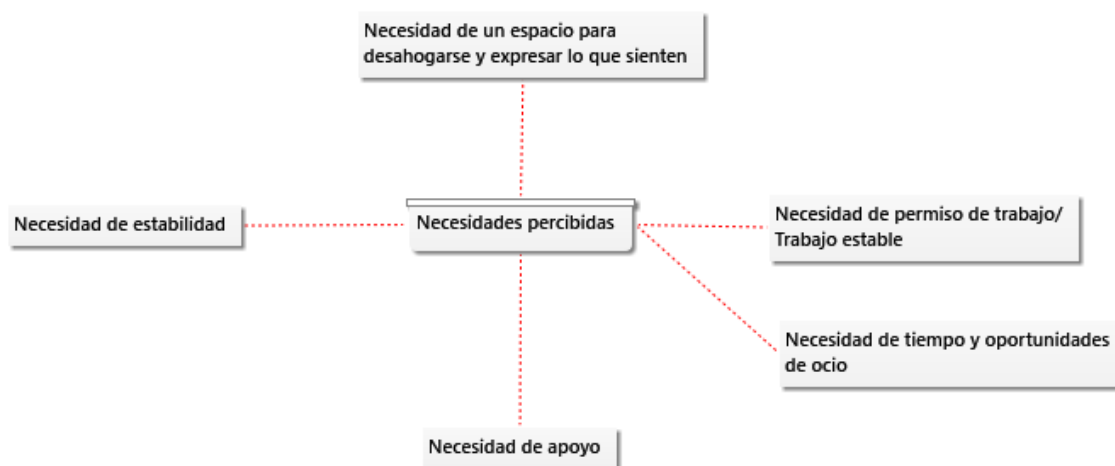 Necesidad de un espacio para
desahogarse y expresar lo que sienten
Necesidad de estabilidad
Necesidades percibidas
Necesidad de permiso de trabajo/
Trabajo estable
Necesidad de tiempo y oportunidades
de ocio
Necesidad de apoyo